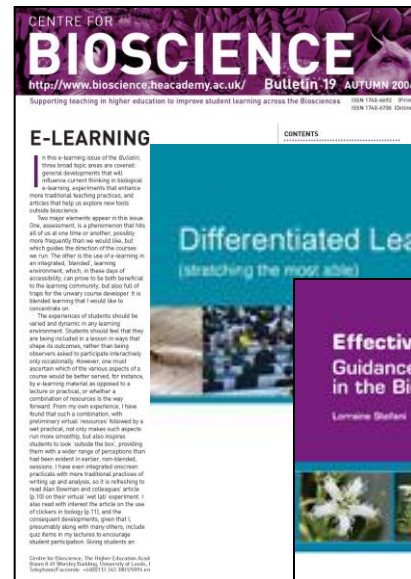 CENTRE FOR
BIOSCIENCE
http://www.bioscience.heacademy.ac.uk/ Bulletin 19 AUTUMN 2006
Supporting teaching in higher education to improve student learning across the Biosciences
E-LEARNING
CONTENTS
In this e-learning issue of the Bulletin,
three broad topic areas are covered:
general developments that will
influence current thinking in biological
e-learning, experiments that enhance
more traditional teaching practices, and
articles that help us explore new tools
outside bioscience.
Two major elements appear in this issue.
One, assessment, is a phenomenon that hits
all of us at one time or another, possibly
more frequently than we would like, but
which guides the direction of the courses
we run. The other is the use of e-learning in
an integrated, 'blended', learning
environment, which, in these days of
accessibility, can prove to be both beneficial
to the learning community, but also full of
traps for the unwary course developer. It is
blended learning that I would like to
concentrate on.
The experiences of students should be
varied and dynamic in any learning
environment. Students should feel that they
are being included in a lesson in ways that
shape its outcomes, rather than being
observers asked to participate interactively
only occasionally. However, one must
ascertain which of the various aspects of a
course would be better served, for instance,
by e-learning material as opposed to a
lecture or practical, or whether a
combination of resources is the way
forward. From my own experience, I have
found that such a combination, with
preliminary virtual 'resources' followed by a
wet practical, not only makes such aspects
run more smoothly, but also inspires
students to look 'outside the box', providing
them with a wider range of perceptions than
had been evident in earlier, non-blended,
sessions. I have even integrated onscreen
practicals with more traditional practices of
writing up and analysis, so it is refreshing to
read Alan Bowman and colleagues' article
(p.10) on their virtual 'wet lab' experiment. I
also read with interest the article on the use
of clickers in biology (p.11), and the
consequent developments, given that I,
presumably along with many others, include
quiz items in my lectures to encourage
student participation. Giving students an
Centre for Bioscience, The Higher Education Acad
Differentiated Lea
(stretching the most able)
Effectiv
Guidance
in the Bi
Lorraine Stefani